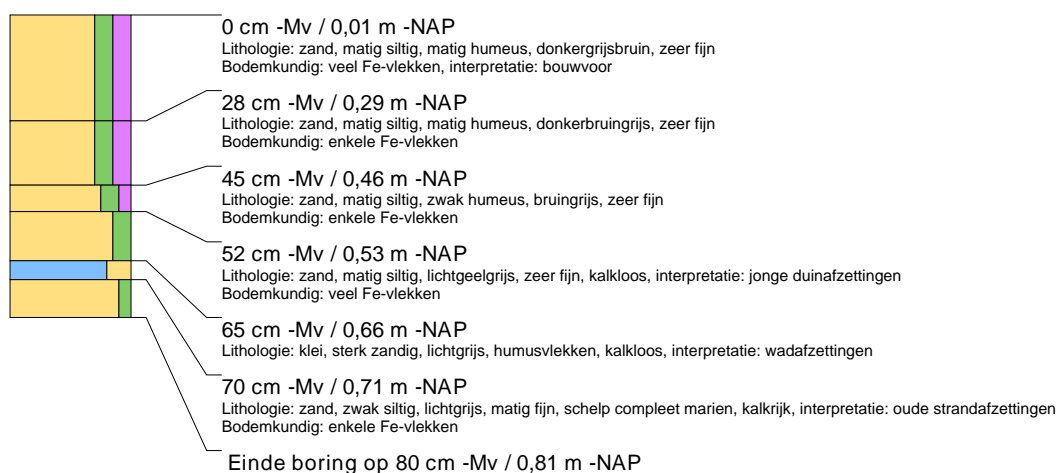 0 cm -Mv / 0,01 m -NAP
Lithologie: zand, matig siltig, matig humeus, donkergrijsbruin, zeer fijn
Bodemkundig: veel Fe-vlekken, interpretatie: bouwvoor
28 cm -Mv / 0,29 m -NAP
Lithologie: zand, matig siltig, matig humeus, donkerbruingrijs, zeer fijn
Bodemkundig: enkele Fe-vlekken
45 cm -Mv / 0,46 m -NAP
Lithologie: zand, matig siltig, zwak humeus, bruingrijs, zeer fijn
Bodemkundig: enkele Fe-vlekken
52 cm -Mv / 0,53 m -NAP
Lithologie: zand, matig siltig, lichtgeelgrijs, zeer fijn, kalkloos, interpretatie: jonge duinafzettingen
Bodemkundig: veel Fe-vlekken
65 cm -Mv / 0,66 m -NAP
Lithologie: klei, sterk zandig, lichtgrijs, humusvlekken, kalkloos, interpretatie: wadafzettingen
70 cm -Mv / 0,71 m -NAP
Lithologie: zand, zwak siltig, lichtgrijs, matig fijn, schelp compleet marien, kalkrijk, interpretatie: oude strandafzettingen
Bodemkundig: enkele Fe-vlekken
Einde boring op 80 cm -Mv / 0,81 m -NAP